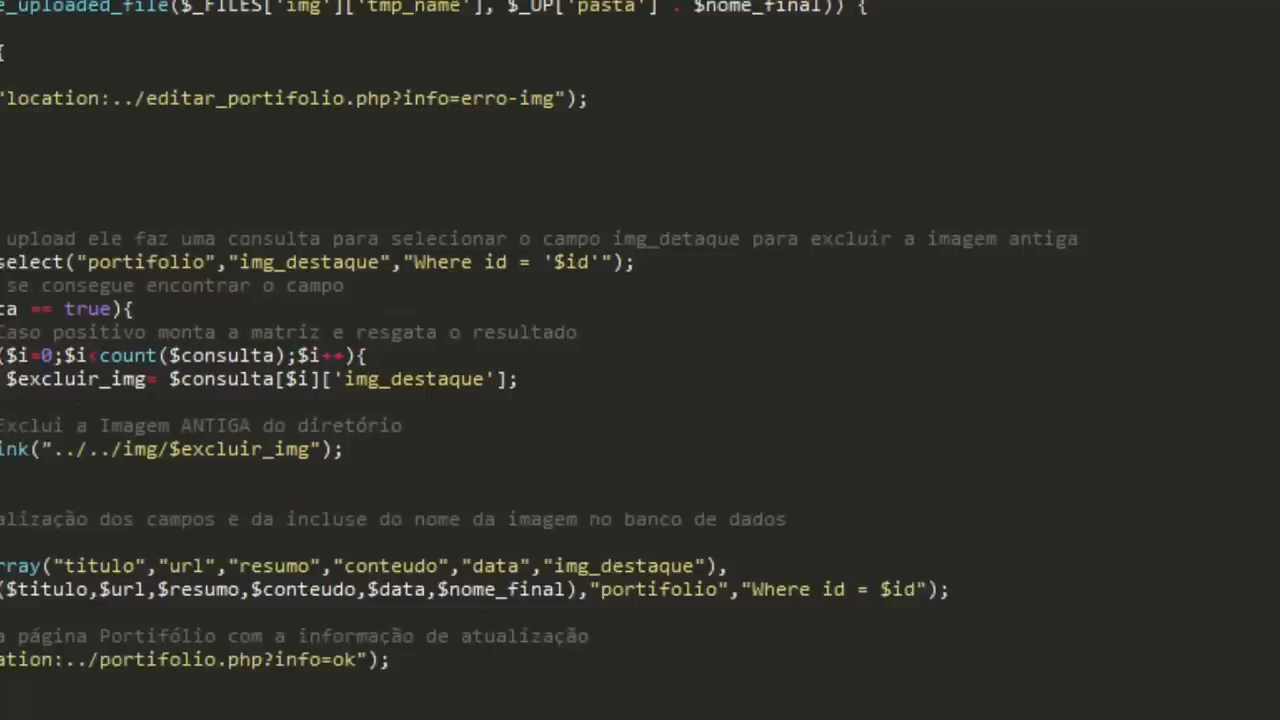 e_uploaded_file($_FILES['img']['tmp_name'], $_UP['pasta'] . $nome_final)) {
{
"location:../editar_portifolio.php?info=erro-img");
upload ele faz uma consulta para selecionar o campo img_detaque para excluir a imagem antiga
select("portifolio","img_destaque","Where id = '$id'");
se consegue encontrar o campo
ta == true){
Caso positivo monta a matriz e resgata o resultado
($i=0;$i<count($consulta);$i++){
$excluir_img= $consulta[$i]['img_destaque'];
Exclui a Imagem ANTIGA do diretório
ink("../../img/$excluir_img");
alização dos campos e da incluse do nome da imagem no banco de dados
rray("titulo","url","resumo","conteudo","data","img_destaque"),
($titulo,$url,$resumo,$conteudo,$data,$nome_final),"portifolio","Where id = $id");
a página Portifólio com a informação de atualização
ation:../portifolio.php?info=ok");